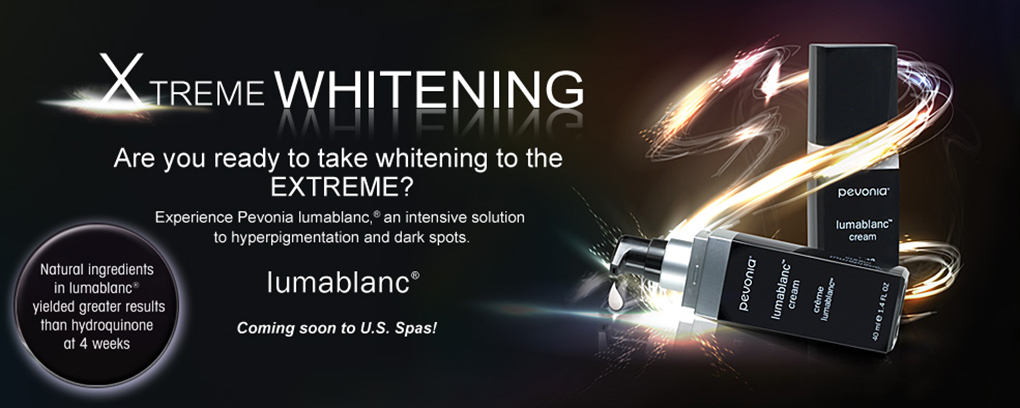 XTREME WHITENING
Are you ready to take whitening to the
EXTREME?
Experience Pevonia lumablanc,® an intensive solution
to hyperpigmentation and dark spots.
lumablanc®
Coming soon to U.S. Spas!
Natural ingredients
in lumablanc®
yielded greater results
than hydroquinone
at 4 weeks
pevonia®
lumablanc™
cream
pevonia®
lumablanc™
cream
crème
lumablanc™
40 ml e 1.4 fl. oz